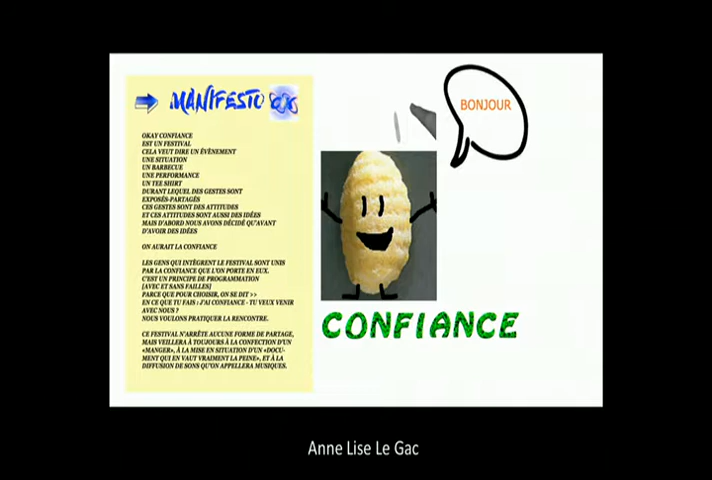 MANIFESTO OK
OKAY CONFIANCE
EST UN FESTIVAL
CELA VEUT DIRE UN ÉVÈNEMENT
UNE SITUATION
UN BARBECUE
UNE PERFORMANCE
UN TEE SHIRT
DURANT LEQUEL DES GESTES SONT
EXPOSÉS-PARTAGÉS
CES GESTES SONT DES ATTITUDES
ET CES ATTITUDES SONT AUSSI DES IDÉES
MAIS D'ABORD NOUS AVONS DÉCIDÉ QU'AVANT
D'AVOIR DES IDÉES
ON AURAIT LA CONFIANCE
LES GENS QUI INTÈGRENT LE FESTIVAL SONT UNIS
PAR LA CONFIANCE QUE L'ON PORTE EN EUX.
C'EST UN PRINCIPE DE PROGRAMMATION
[AVEC ET SANS FAILLES]
PARCE QUE POUR CHOISIR, ON SE DIT >>
EN CE QUE TU FAIS : J'AI CONFIANCE - TU VEUX VENIR
AVEC NOUS ?
NOUS VOULONS PRATIQUER LA RENCONTRE.
CE FESTIVAL N'ARRÊTE AUCUNE FORME DE PARTAGE,
MAIS VEILLERA À TOUJOURS À LA CONFECTION D'UN
«MANGER», À LA MISE EN SITUATION D'UN «DOCU-
MENT QUI EN VAUT VRAIMENT LA PEINE», ET À LA
DIFFUSION DE SONS QU'ON APPELLERA MUSIQUES.
BONJOUR
CONFIANCE
Anne Lise Le Gac